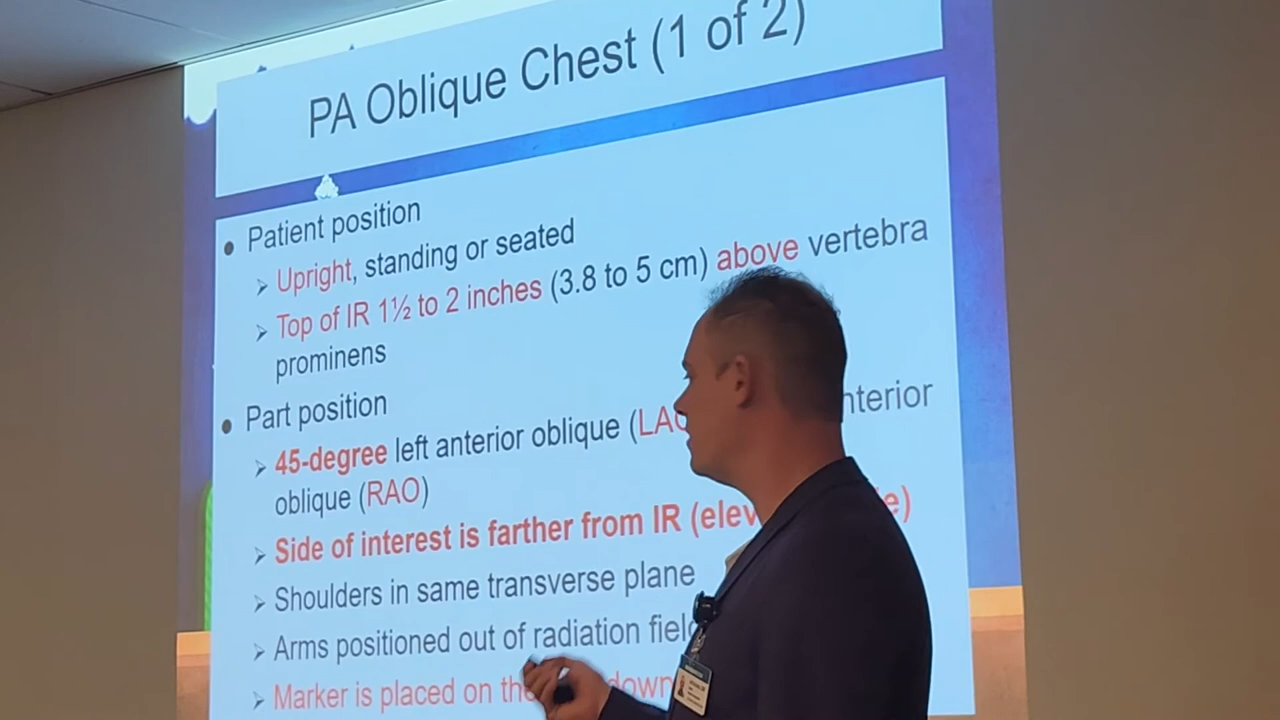 PA Oblique Chest (1 of 2)
• Patient position
➢ Upright, standing or seated
➢ Top of IR 1½ to 2 inches (3.8 to 5 cm) above vertebra
prominens
• Part position
➢ 45-degree left anterior oblique (LAO nterior
oblique (RAO)
➢ Side of interest is farther from IR (elev e)
➢ Shoulders in same transverse plane
➢ Arms positioned out of radiation field
➢ Marker is placed on the down